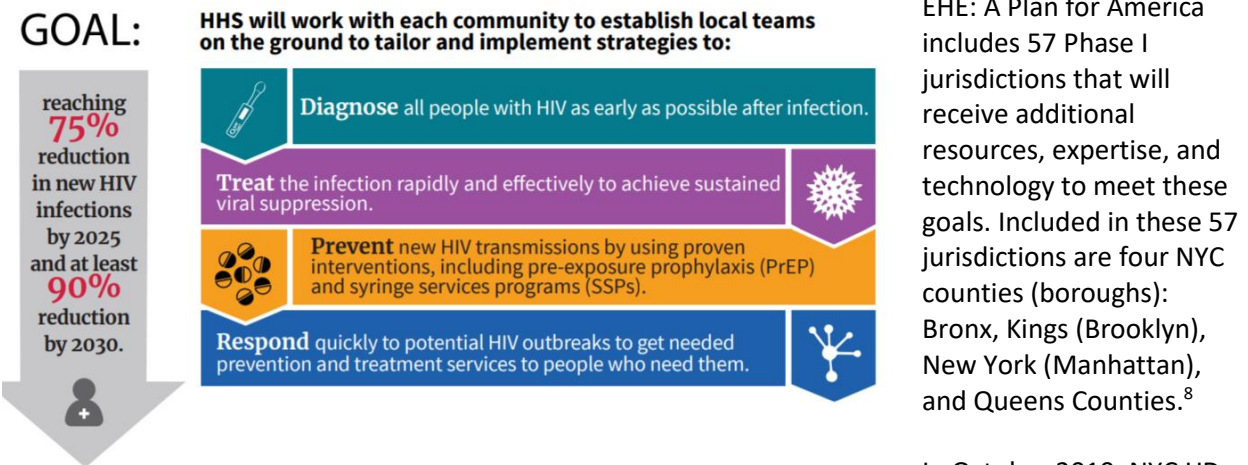 GOAL:
reaching
75%
reduction
in new HIV
infections
by 2025
and at least
90%
reduction
by 2030.
HHS will work with each community to establish local teams
on the ground to tailor and implement strategies to:
Diagnose all people with HIV as early as possible after infection.
Treat the infection rapidly and effectively to achieve sustained
viral suppression.
Prevent new HIV transmissions by using proven
interventions, including pre-exposure prophylaxis (PrEP)
and syringe services programs (SSPs).
Respond quickly to potential HIV outbreaks to get needed
prevention and treatment services to people who need them.
EHE: A Plan for America
includes 57 Phase I
jurisdictions that will
receive additional
resources, expertise, and
technology to meet these
goals. Included in these 57
jurisdictions are four NYC
counties (boroughs):
Bronx, Kings (Brooklyn),
New York (Manhattan),
and Queens Counties.8